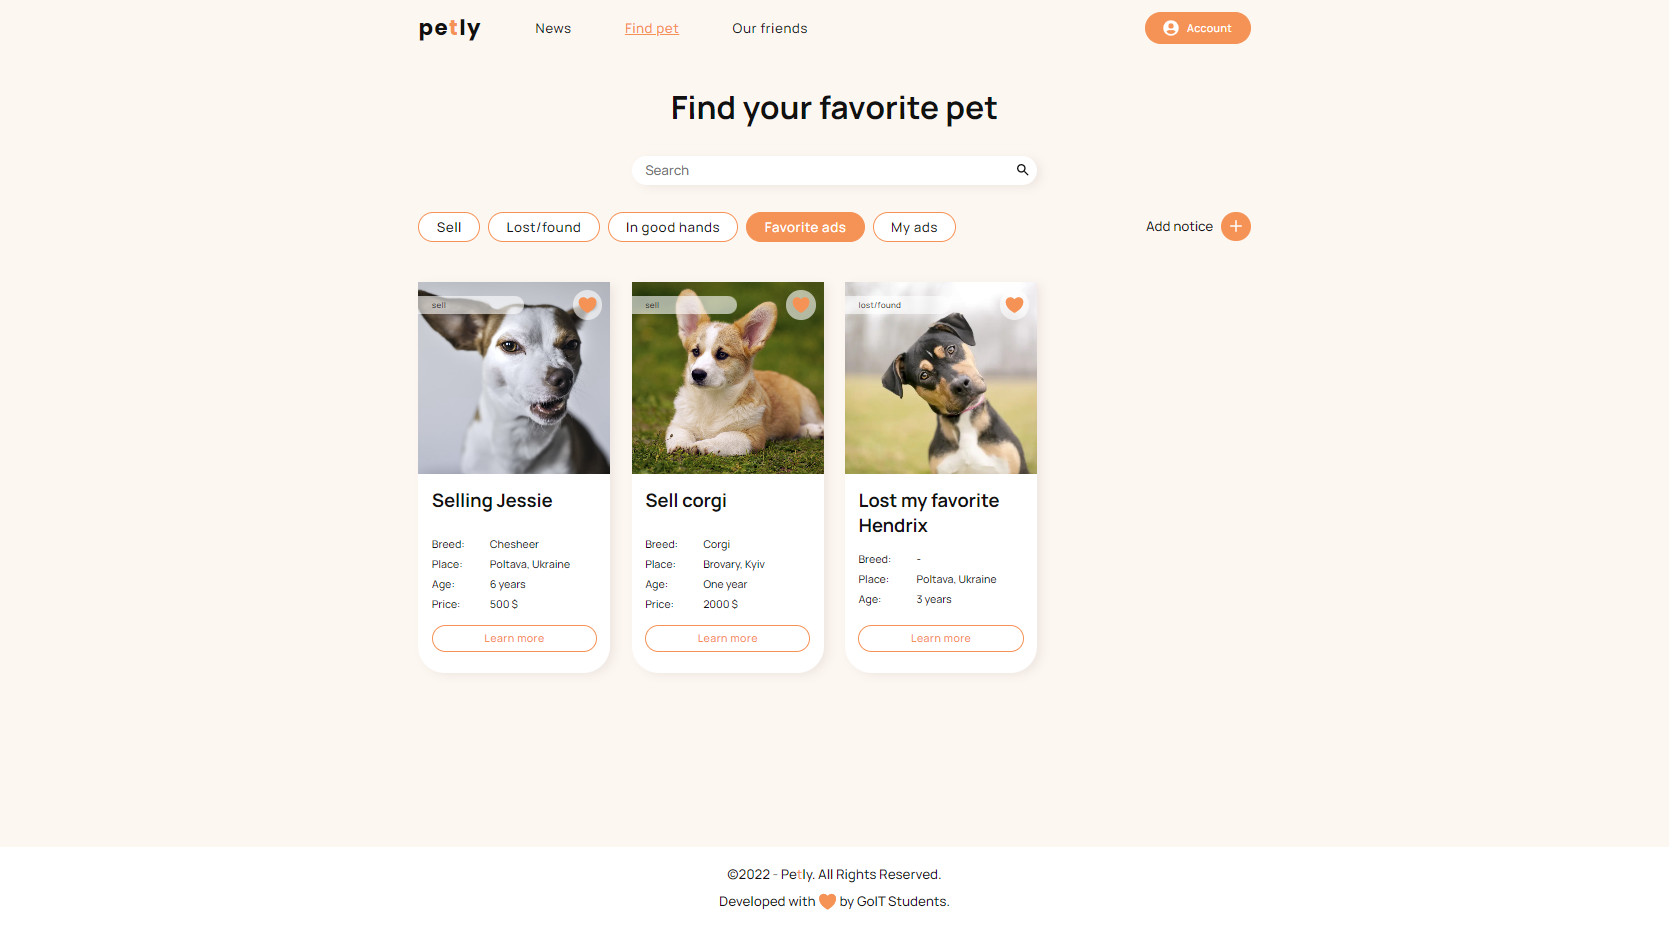 petly
News
Find pet
Our friends
Account
Find your favorite pet
Search
Sell
Lost/found
In good hands
Favorite ads
My ads
Add notice
sell
Selling Jessie
Breed: Chesheer
Place: Poltava, Ukraine
Age: 6 years
Price: 500 $
Learn more
sell
Sell corgi
Breed: Corgi
Place: Brovary, Kyiv
Age: One year
Price: 2000 $
Learn more
lost/found
Lost my favorite
Hendrix
Breed: -
Place: Poltava, Ukraine
Age: 3 years
Learn more
©2022 - Petly. All Rights Reserved.
Developed with by GoIT Students.